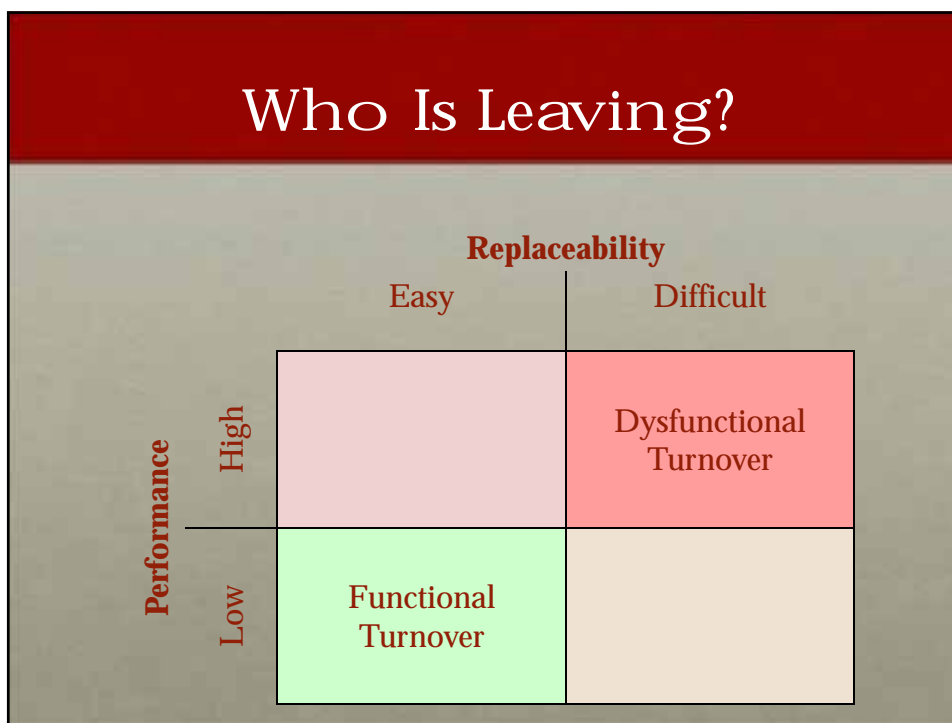 Who Is Leaving?
Replaceability
Easy
Difficult
Performance
High
Dysfunctional
Turnover
Low
Functional
Turnover